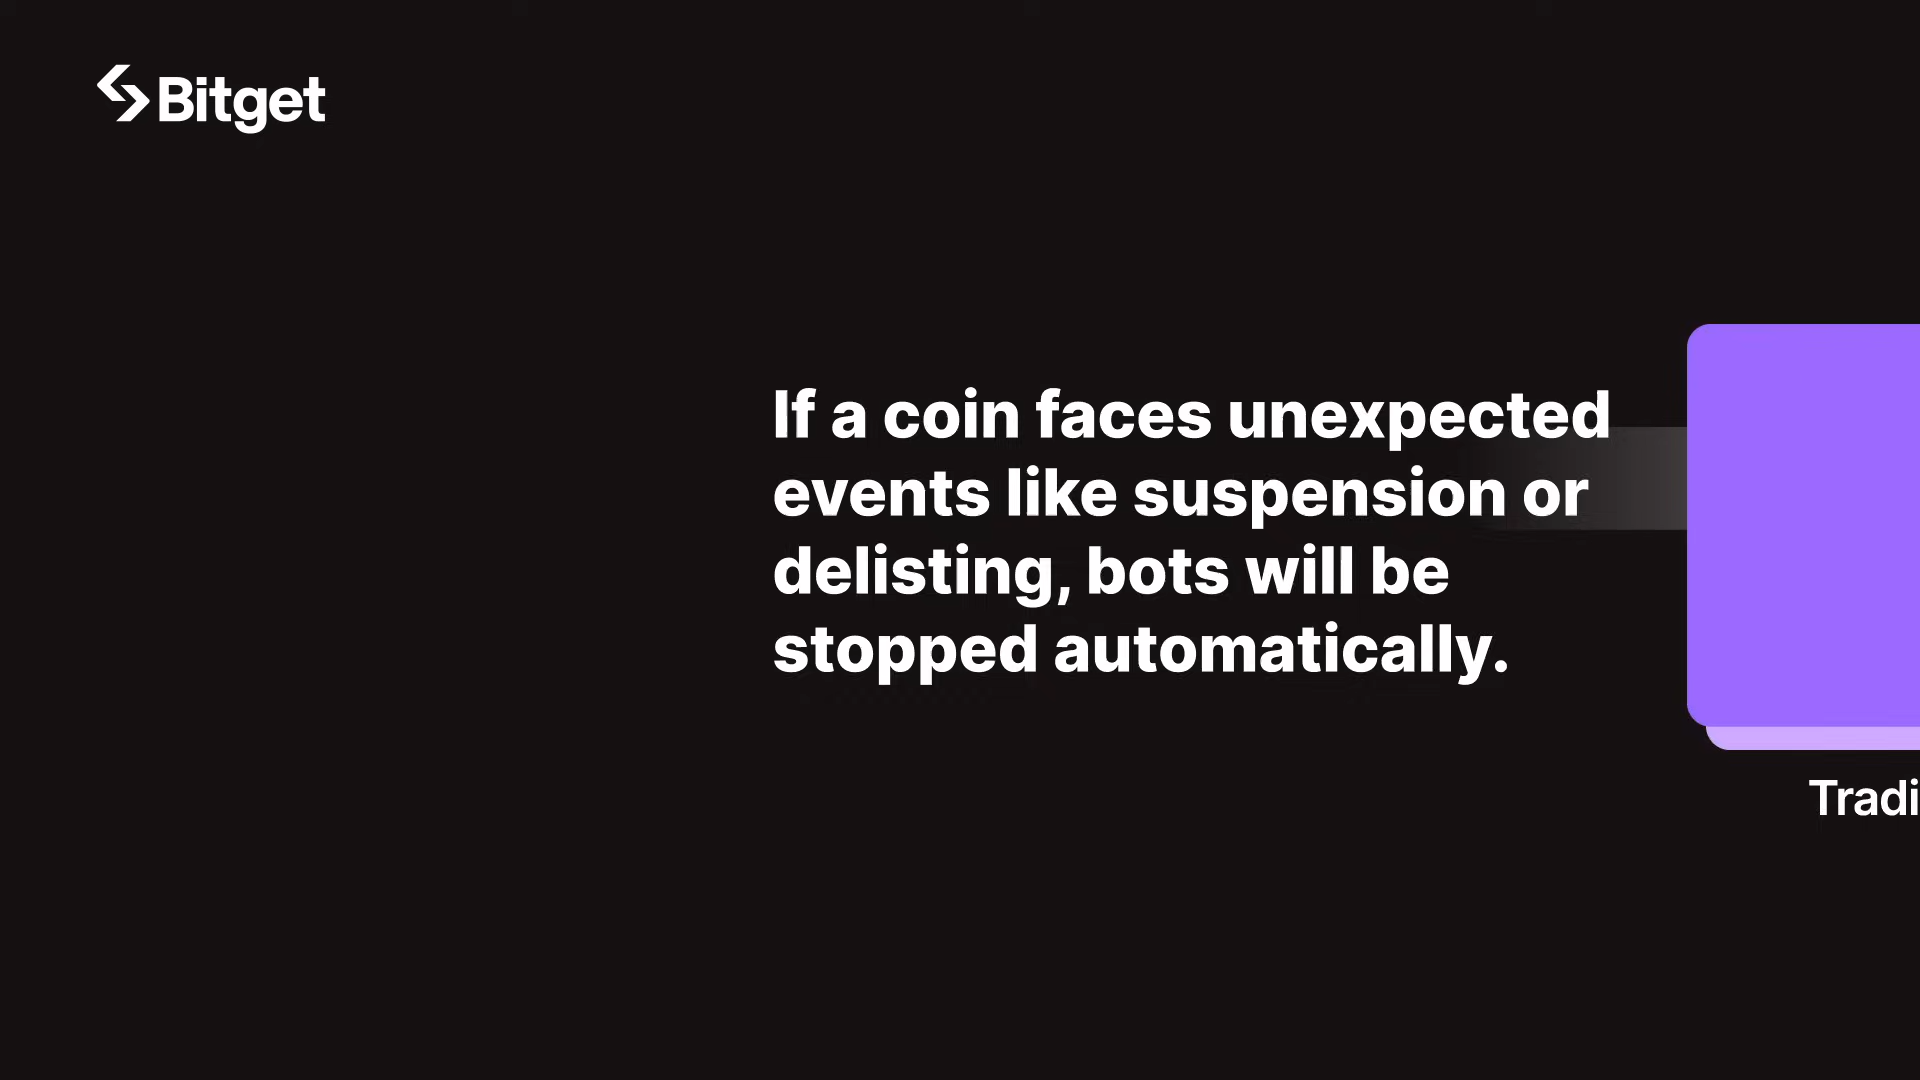 Bitget
If a coin faces unexpected
events like suspension or
delisting, bots will be
stopped automatically.
Tradi